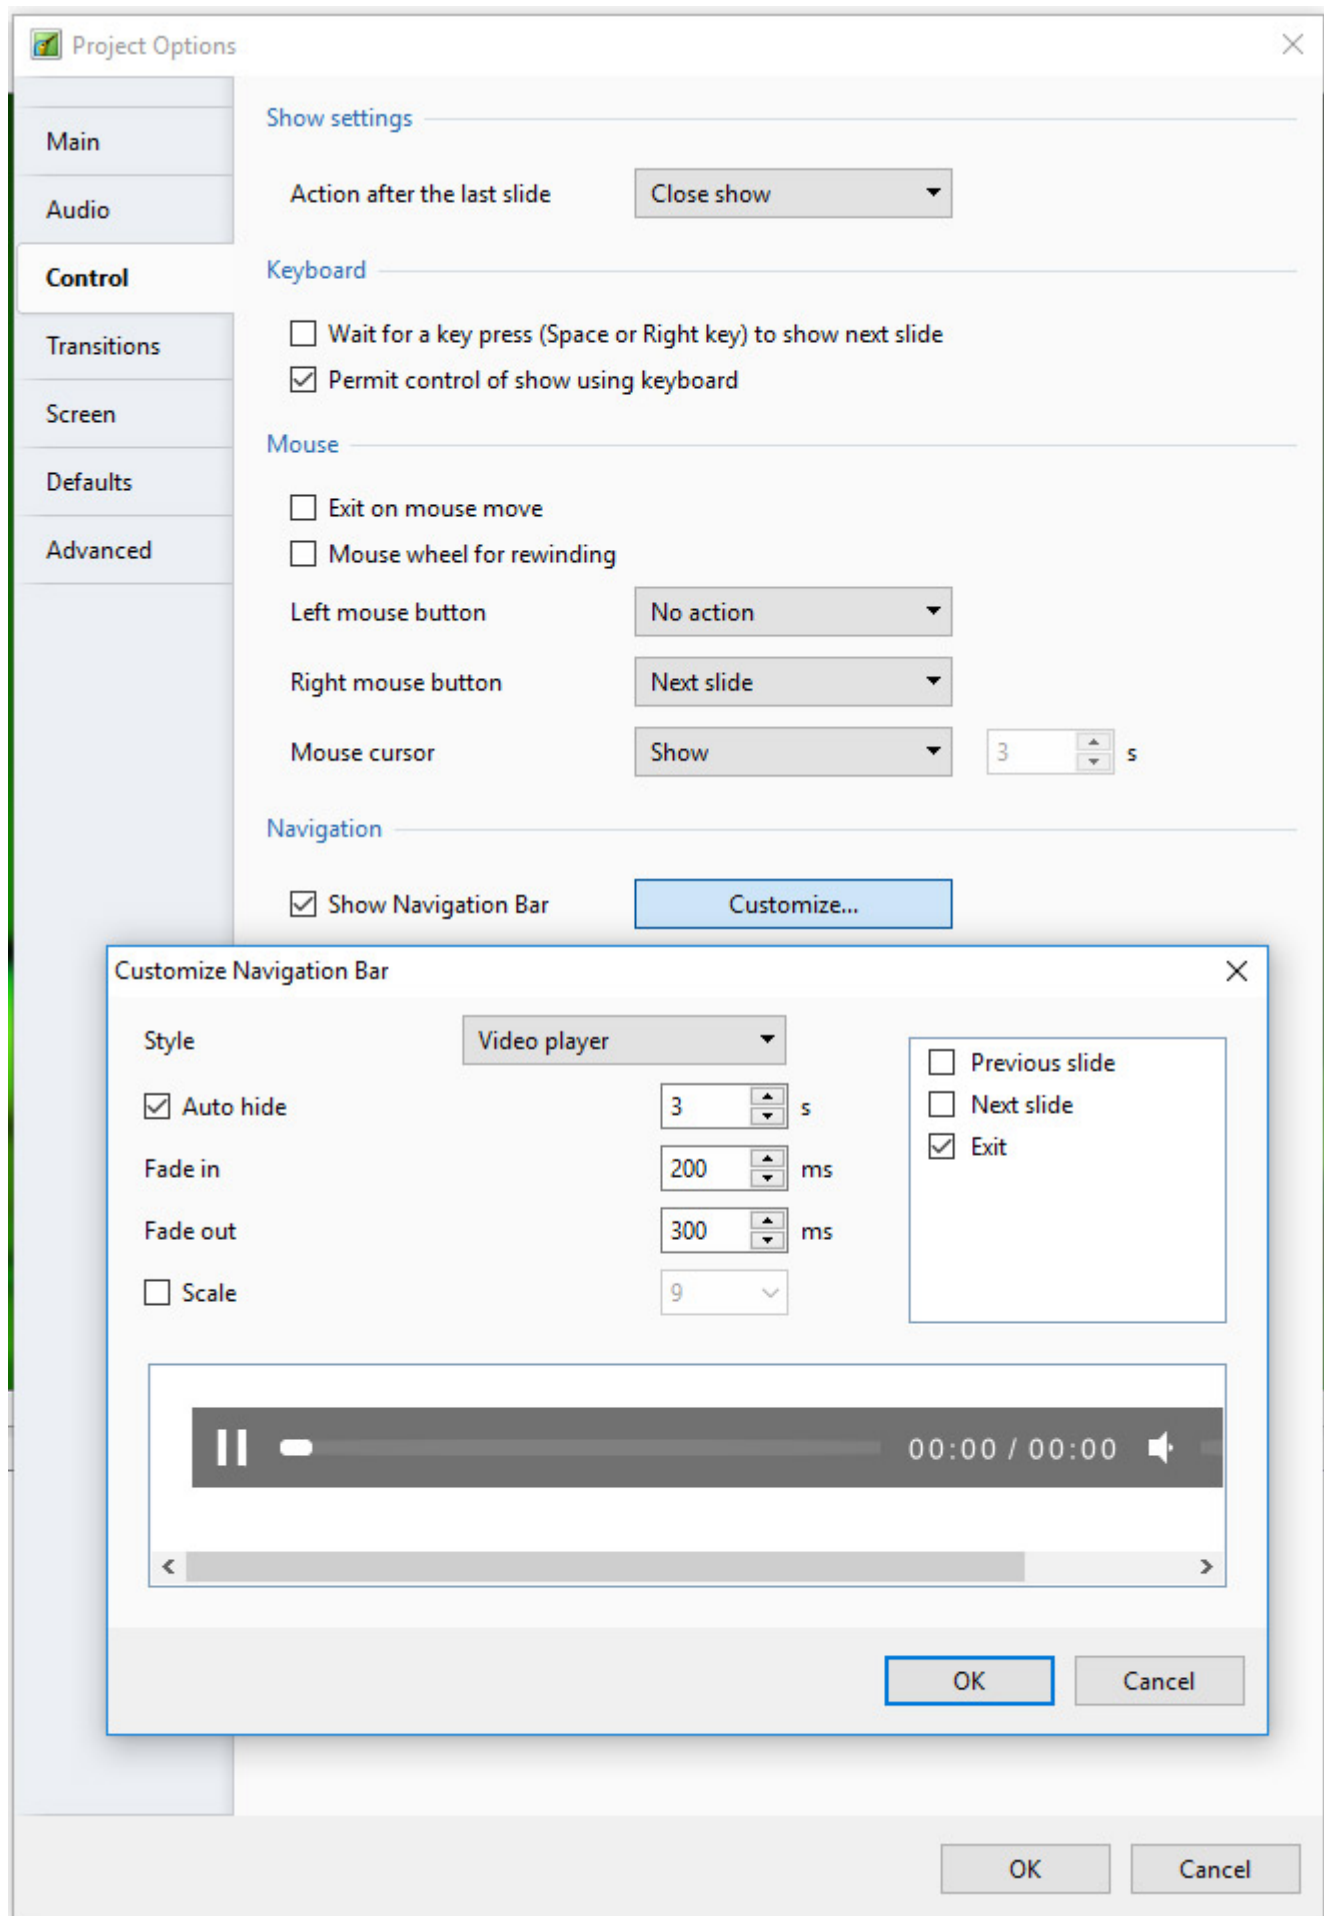 Project Options
Main
Audio
Control
Transitions
Screen
Defaults
Advanced
Show settings
Action after the last slide Close show
Keyboard
Wait for a key press (Space or Right key) to show next slide
Permit control of show using keyboard
Mouse
Exit on mouse move
Mouse wheel for rewinding
Left mouse button No action
Right mouse button Next slide
Mouse cursor Show 3 s
Navigation
Show Navigation Bar Customize...
Customize Navigation Bar
Style Video player
Auto hide 3 s
Fade in 200 ms
Fade out 300 ms
Scale 9
Previous slide
Next slide
Exit
00:00 / 00:00
OK Cancel
OK Cancel